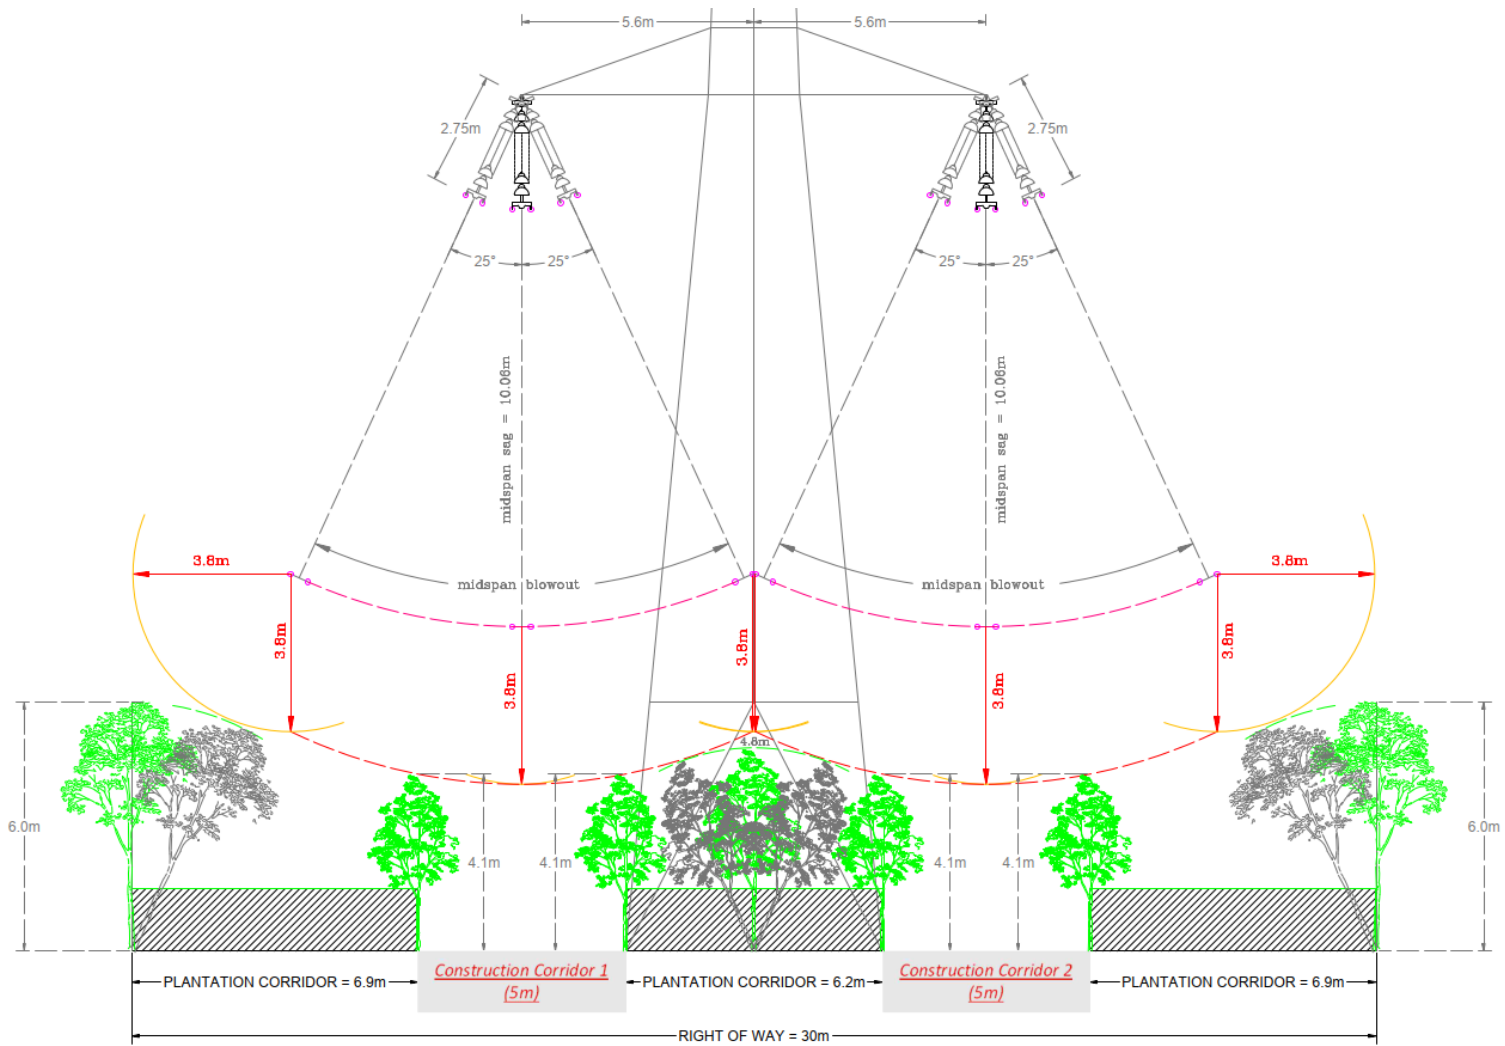 5.6m 5.6m
2.75m 2.75m
25° 25° 25° 25°
midspan sag = 10.06m
midspan sag = 10.06m
3.8m 3.8m
midspan blowout midspan blowout
3.8m 3.8m 3.8m
3.8m 3.8m
4.8m
6.0m 6.0m
4.1m 4.1m 4.1m 4.1m
Construction Corridor 1
(5m)
Construction Corridor 2
(5m)
PLANTATION CORRIDOR = 6.9m PLANTATION CORRIDOR = 6.2m PLANTATION CORRIDOR = 6.9m
RIGHT OF WAY = 30m